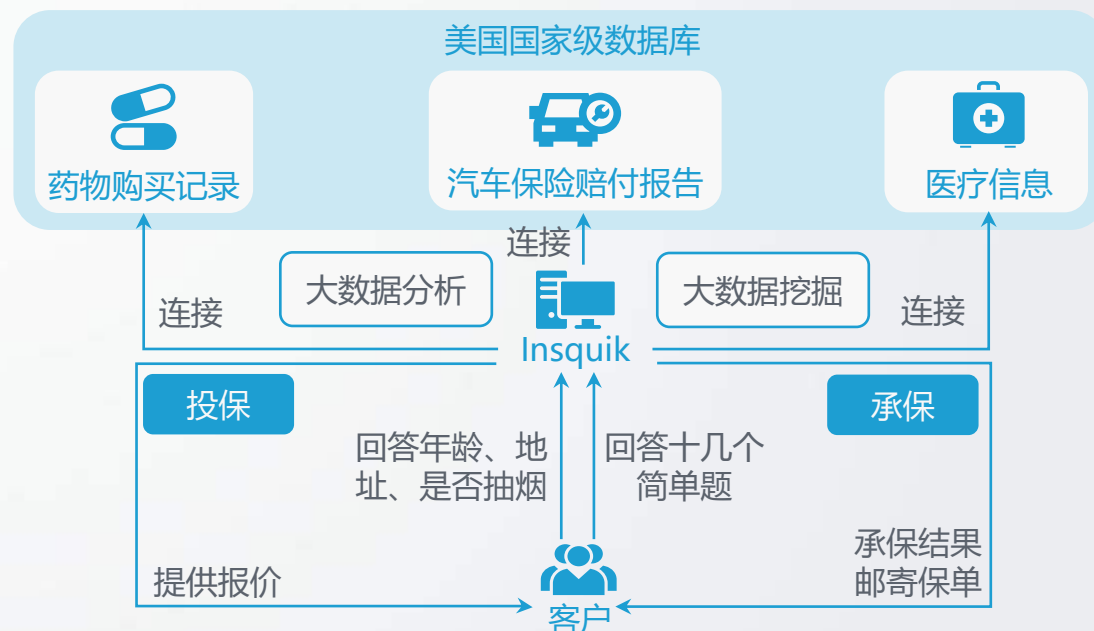 美国国家级数据库
药物购买记录
汽车保险赔付报告
医疗信息
连接
大数据分析
大数据挖掘
连接
连接
Insquik
投保
承保
回答年龄、地
址、是否抽烟
回答十几个
简单题
提供报价
承保结果
邮寄保单
客户